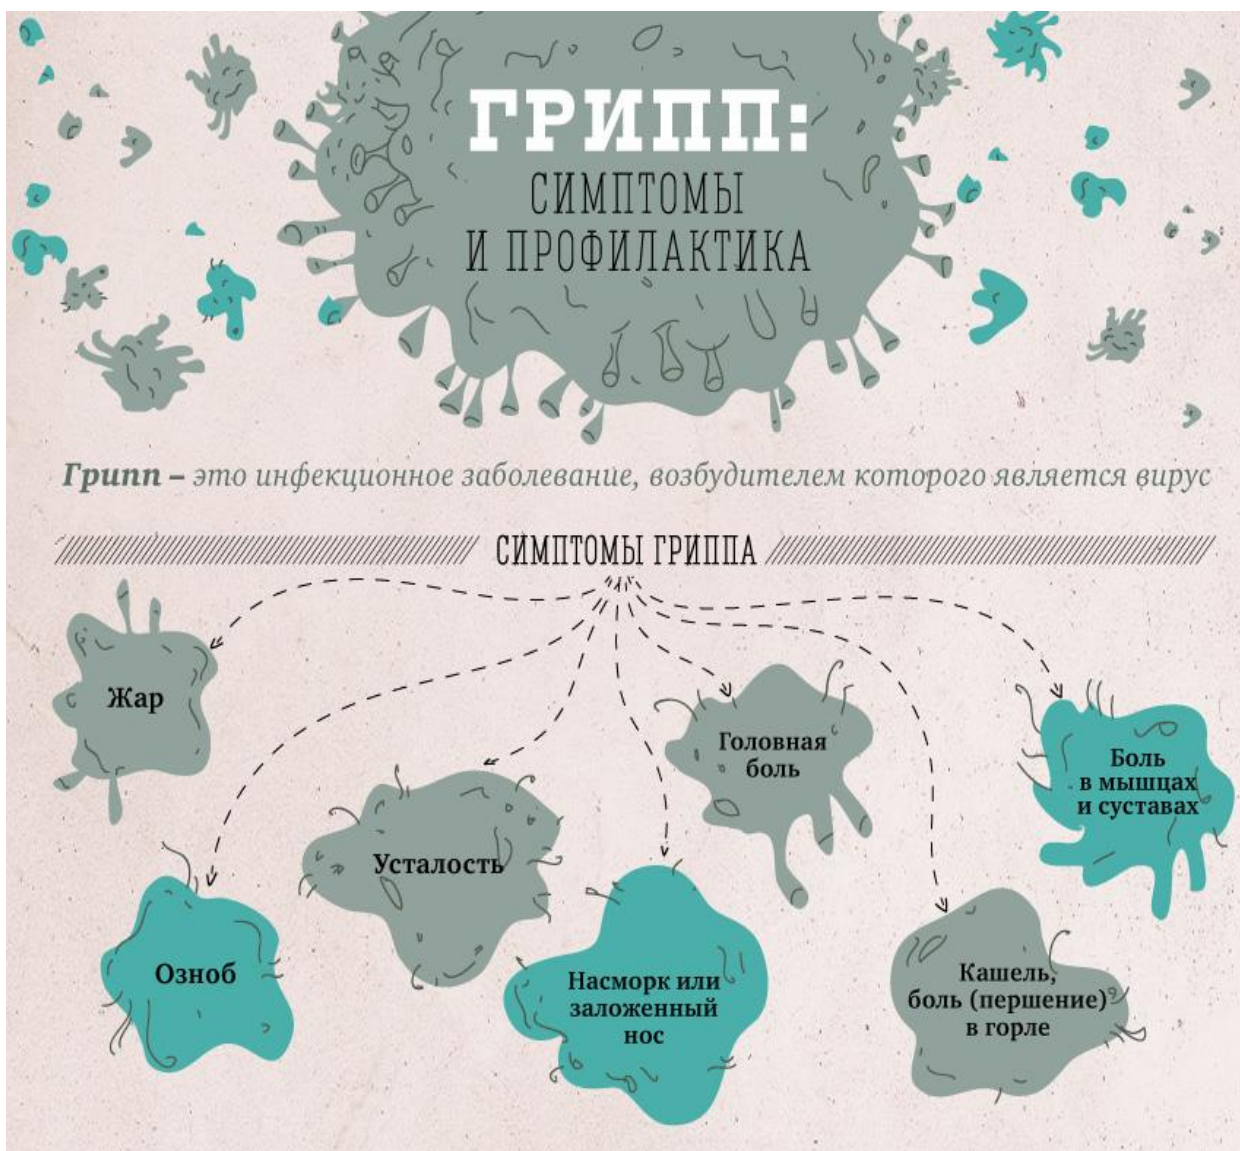 ГРИПП:
СИМПТОМЫ
И ПРОФИЛАКТИКА
Грипп – это инфекционное заболевание, возбудителем которого является вирус
СИМПТОМЫ ГРИППА
Жар
Озноб
Усталость
Насморк или
заложенный
нос
Головная
боль
Кашель,
боль (першение)
в горле
Боль
в мышцах
и суставах